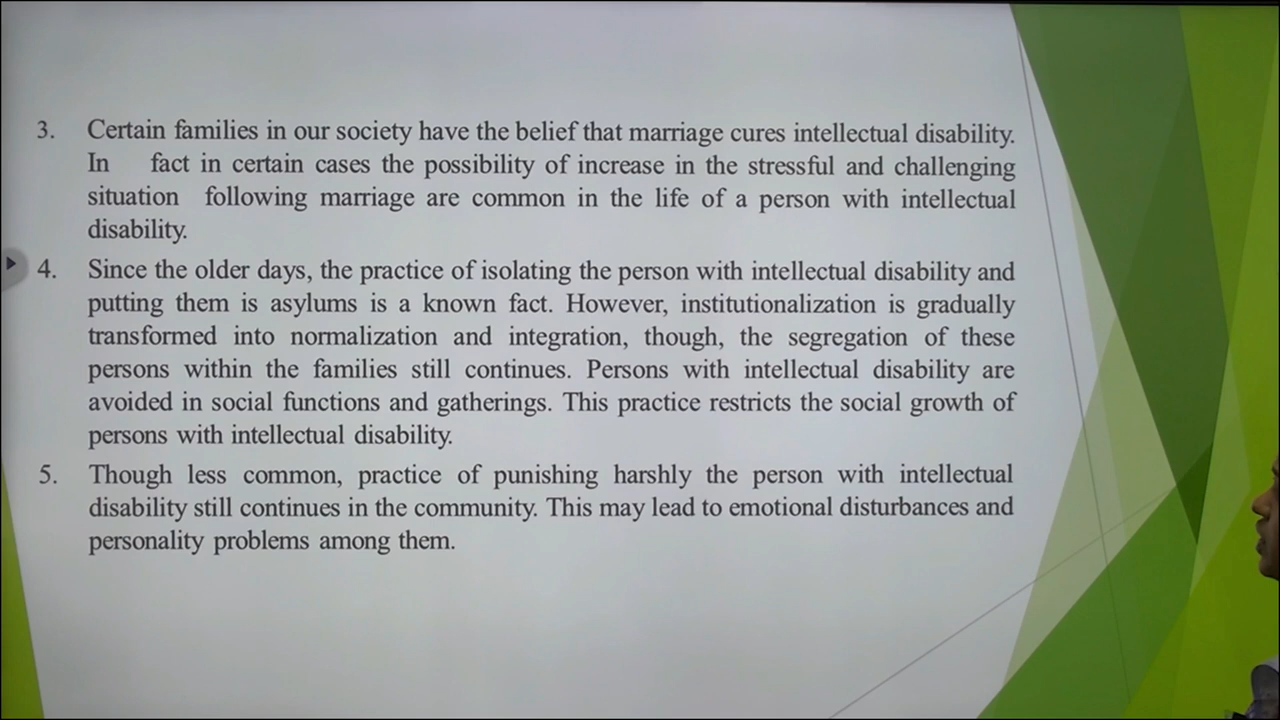 3. Certain families in our society have the belief that marriage cures intellectual disability.
In fact in certain cases the possibility of increase in the stressful and challenging
situation following marriage are common in the life of a person with intellectual
disability.
4. Since the older days, the practice of isolating the person with intellectual disability and
putting them is asylums is a known fact. However, institutionalization is gradually
transformed into normalization and integration, though, the segregation of these
persons within the families still continues. Persons with intellectual disability are
avoided in social functions and gatherings. This practice restricts the social growth of
persons with intellectual disability.
5. Though less common, practice of punishing harshly the person with intellectual
disability still continues in the community. This may lead to emotional disturbances and
personality problems among them.